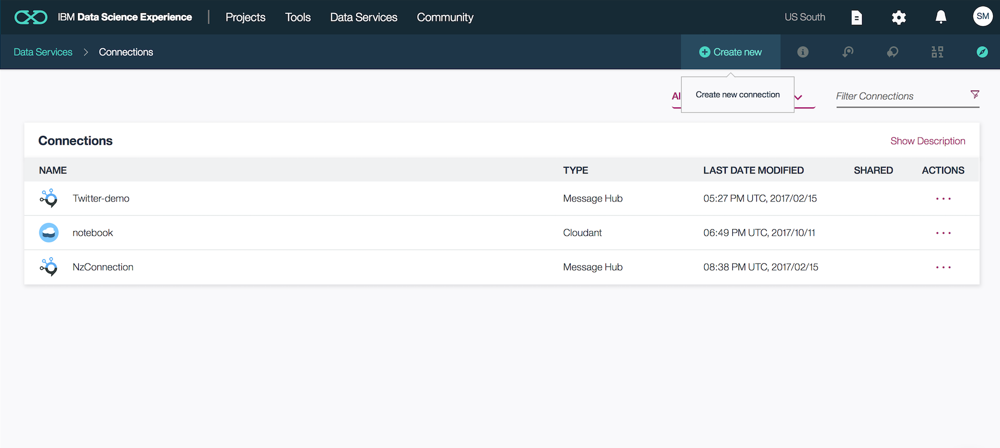 IBM Data Science Experience | Projects Tools Data Services Community US South SM
Data Services > Connections Create new
Create new connection
Filter Connections
Connections Show Description
NAME TYPE LAST DATE MODIFIED SHARED ACTIONS
Twitter-demo Message Hub 05:27 PM UTC, 2017/02/15
notebook Cloudant 06:49 PM UTC, 2017/10/11
NzConnection Message Hub 08:38 PM UTC, 2017/02/15